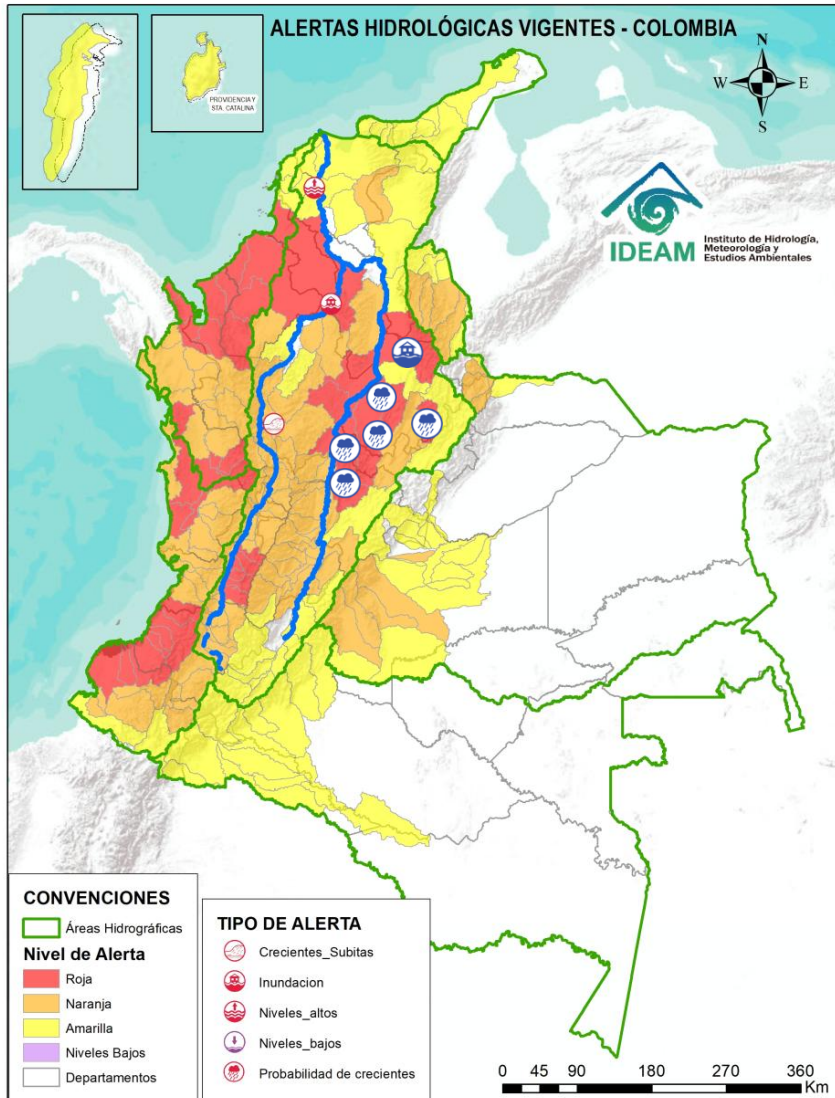 ALERTAS HIDROLÓGICAS VIGENTES - COLOMBIA
PROVIDENCIA Y
STA. CATALINA
N
W
E
S
IDEAM
Instituto de Hidrología,
Meteorología y
Estudios Ambientales
CONVENCIONES
Áreas Hidrográficas
Nivel de Alerta
Roja
Naranja
Amarilla
Niveles Bajos
Departamentos
TIPO DE ALERTA
Crecientes_Subitas
Inundacion
Niveles_altos
Niveles_bajos
Probabilidad de crecientes
0 45 90 180 270 360
Km